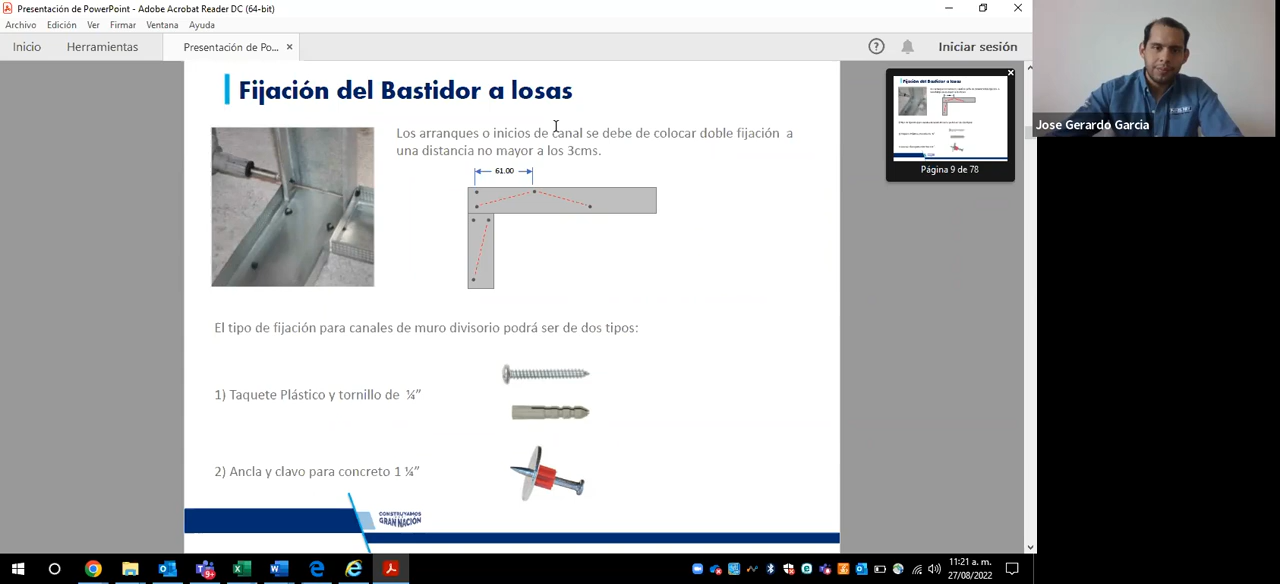 Presentación de PowerPoint - Adobe Acrobat Reader DC (64-bit)
Archivo Edición Ver Firmar Ventana Ayuda
Inicio Herramientas Presentación de Po... × Iniciar sesión
Fijación del Bastidor a losas
Los arranques o inicios de canal se debe de colocar doble fijación a
una distancia no mayor a los 3cms.
61.00
El tipo de fijación para canales de muro divisorio podrá ser de dos tipos:
1) Taquete Plástico y tornillo de ¼”
2) Ancla y clavo para concreto 1 ¼”
CONSTRUYAMOS
GRAN NACIÓN
Fijación del Bastidor a losas
Página 9 de 78
Jose Gerardo Garcia
11:21 a. m.
27/08/2022